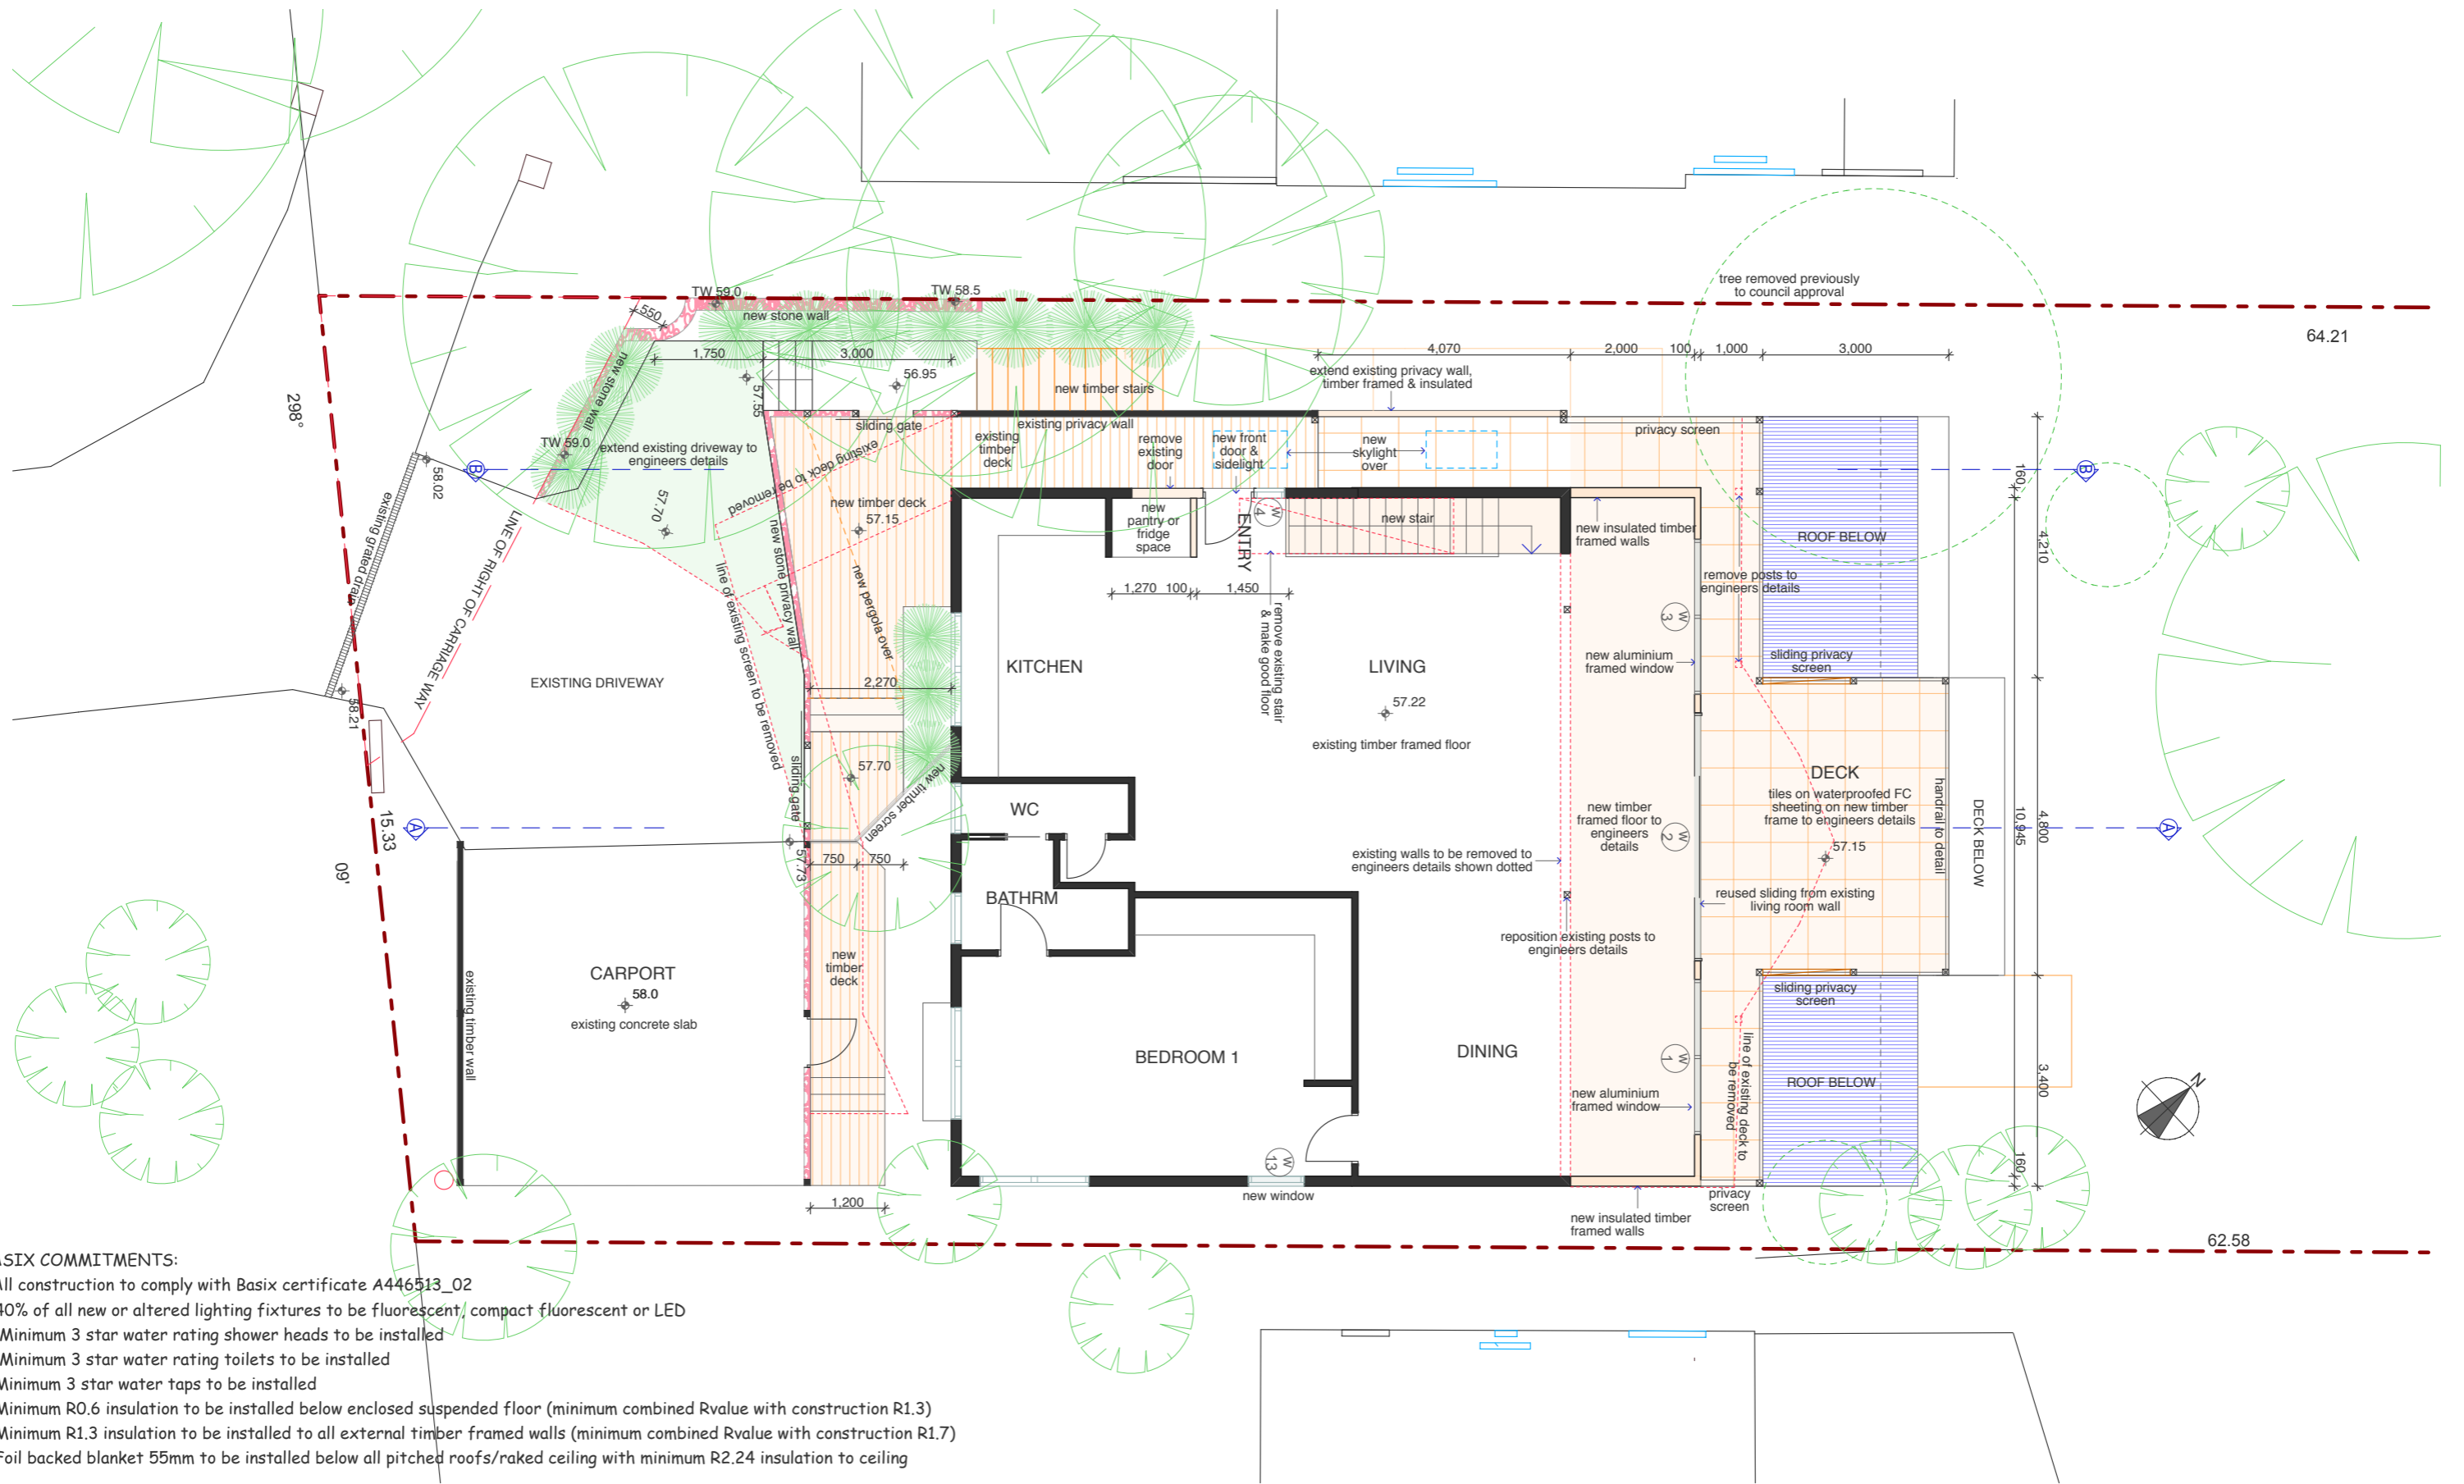 tree removed previously
to council approval
64.21
TW 59.0
TW 58.5
550
new stone wall
1,750
3,000
4,070
2,000
100
1,000
3,000
56.95
57.55
new timber stairs
extend existing privacy wall,
timber framed & insulated
new stone wall
298°
TW 59.0
extend existing driveway to
engineers details
sliding gate
existing deck to be removed
existing
timber
deck
existing privacy wall
remove
existing
door
new front
door &
sidelight
new
skylight
over
privacy screen
B
B
58.02
57.70
new timber deck
57.15
new
pantry or
fridge
space
ENTRY
W
4
new stair
new insulated timber
framed walls
ROOF BELOW
160
4,210
existing grated drain
LINE OF RIGHT OF CARRIAGE WAY
line of existing screen to be removed
new stone privacy wall
new pergola over
1,270
100
1,450
remove existing stair
& make good floor
remove posts to
engineers details
W
3
KITCHEN
LIVING
new aluminium
framed window
sliding privacy
screen
EXISTING DRIVEWAY
2,270
57.22
58.21
existing timber framed floor
sliding gate
57.70
new timber screen
DECK
tiles on waterproofed FC
sheeting on new timber
frame to engineers details
handrail to detail
DECK BELOW
10,945
4,800
WC
new timber
framed floor to
engineers
details
W
2
A
A
15.33
09'
57.73
750
750
57.15
existing walls to be removed to
engineers details shown dotted
reused sliding from existing
living room wall
BATHRM
reposition existing posts to
engineers details
new
timber
deck
CARPORT
58.0
existing concrete slab
existing timber wall
sliding privacy
screen
BEDROOM 1
DINING
W
1
line of existing deck to
be removed
ROOF BELOW
3,400
N
new aluminium
framed window
W
13
160
new window
1,200
privacy
screen
new insulated timber
framed walls
62.58
ASIX COMMITMENTS:
All construction to comply with Basix certificate A446513_02
40% of all new or altered lighting fixtures to be fluorescent, compact fluorescent or LED
Minimum 3 star water rating shower heads to be installed
Minimum 3 star water rating toilets to be installed
Minimum 3 star water taps to be installed
Minimum R0.6 insulation to be installed below enclosed suspended floor (minimum combined Rvalue with construction R1.3)
Minimum R1.3 insulation to be installed to all external timber framed walls (minimum combined Rvalue with construction R1.7)
Foil backed blanket 55mm to be installed below all pitched roofs/raked ceiling with minimum R2.24 insulation to ceiling